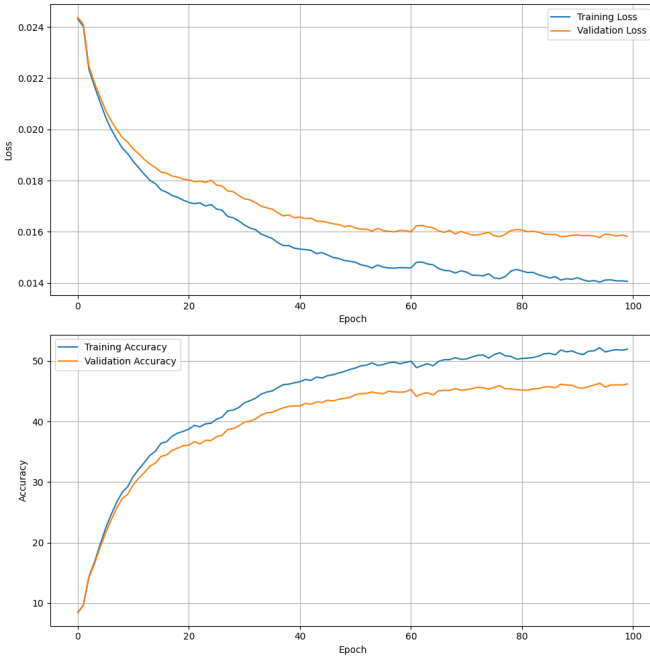 0.024
0.022
0.020
0.018
0.016
0.014
Loss
Training Loss
Validation Loss
0 20 40 60 80 100
Epoch
Training Accuracy
Validation Accuracy
50
40
30
20
10
Accuracy
0 20 40 60 80 100
Epoch